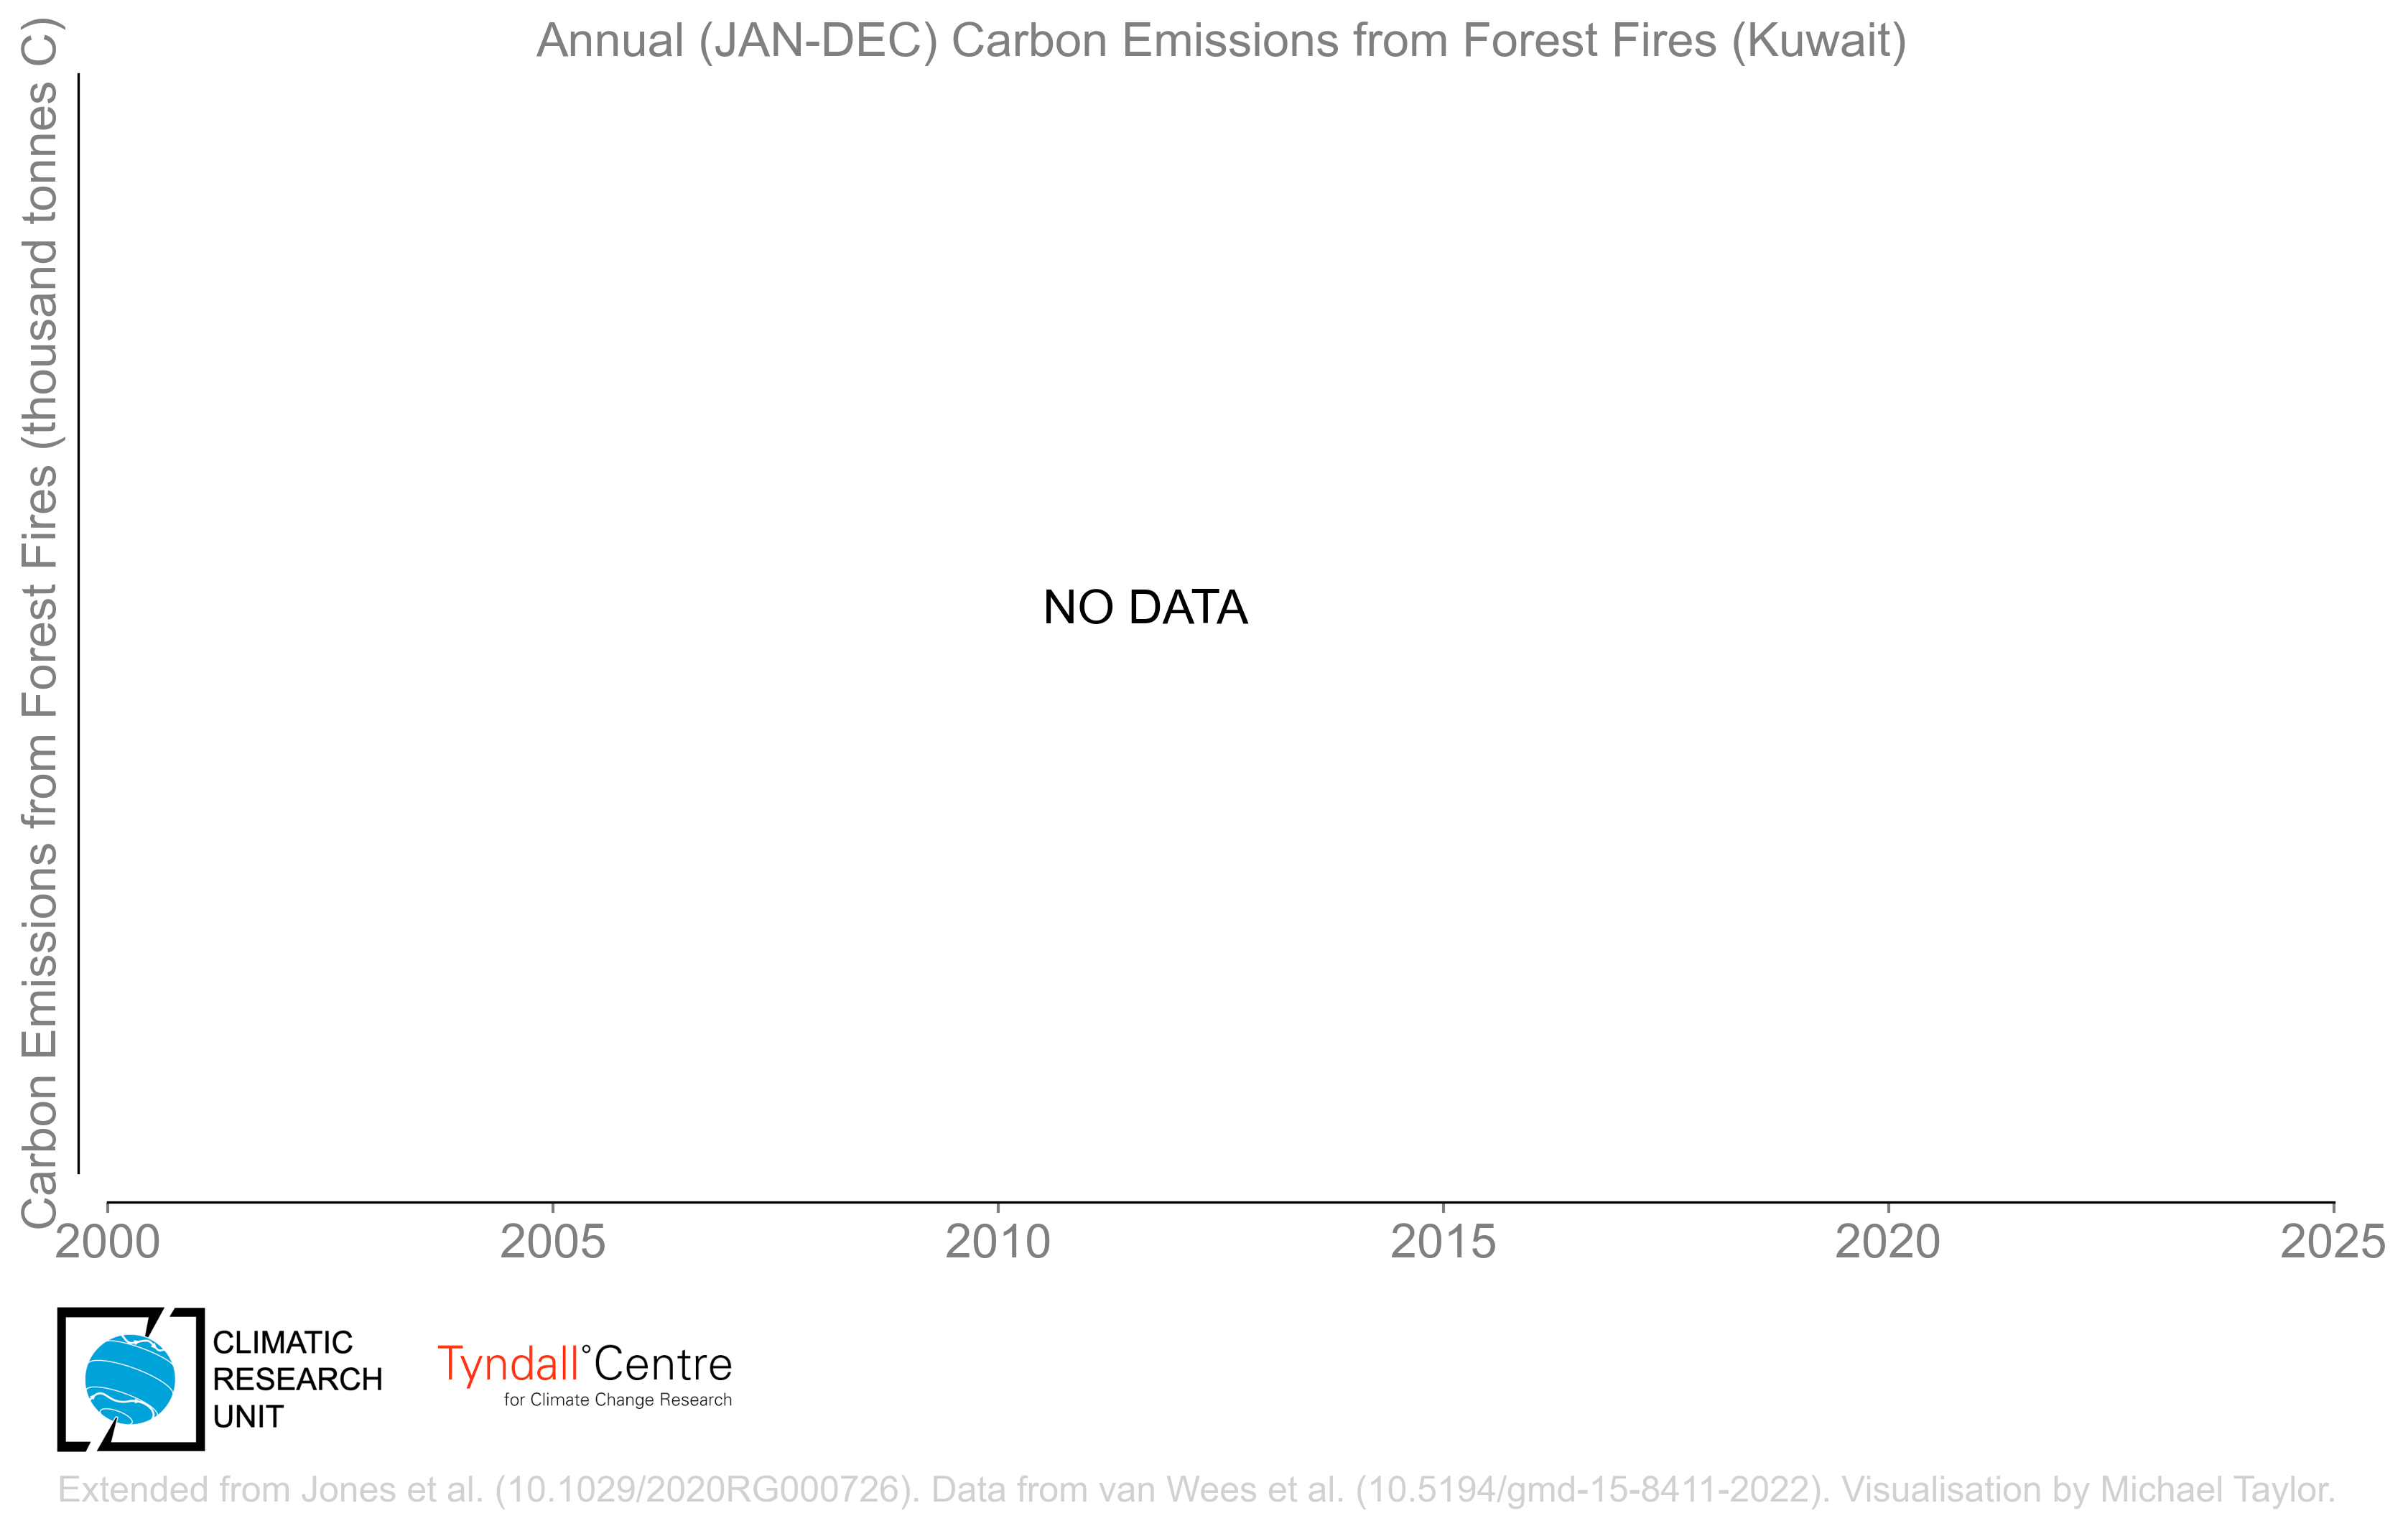 Annual (JAN-DEC) Carbon Emissions from Forest Fires (Kuwait)
Carbon Emissions from Forest Fires (thousand tonnes C)
NO DATA
2000 2005 2010 2015 2020 2025
CLIMATIC
RESEARCH
UNIT
Tyndall°Centre
for Climate Change Research
Extended from Jones et al. (10.1029/2020RG000726). Data from van Wees et al. (10.5194/gmd-15-8411-2022). Visualisation by Michael Taylor.